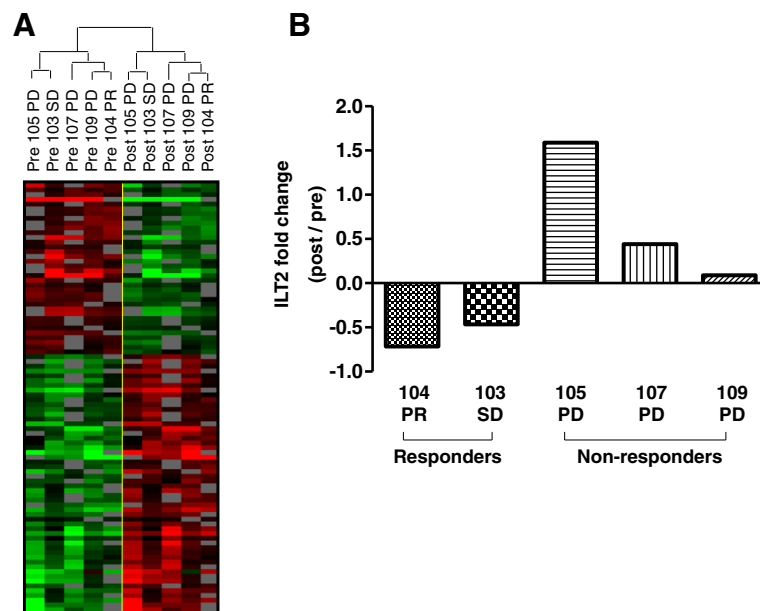 A
Pre 105 PD
Pre 103 SD
Pre 107 PD
Pre 109 PD
Pre 104 PR
Post 105 PD
Post 103 SD
Post 107 PD
Post 109 PD
Post 104 PR
B
ILT2 fold change
(post / pre)
2.0
1.5
1.0
0.5
0.0
-0.5
-1.0
104 103 105 107 109
PR SD PD PD PD
Responders Non-responders